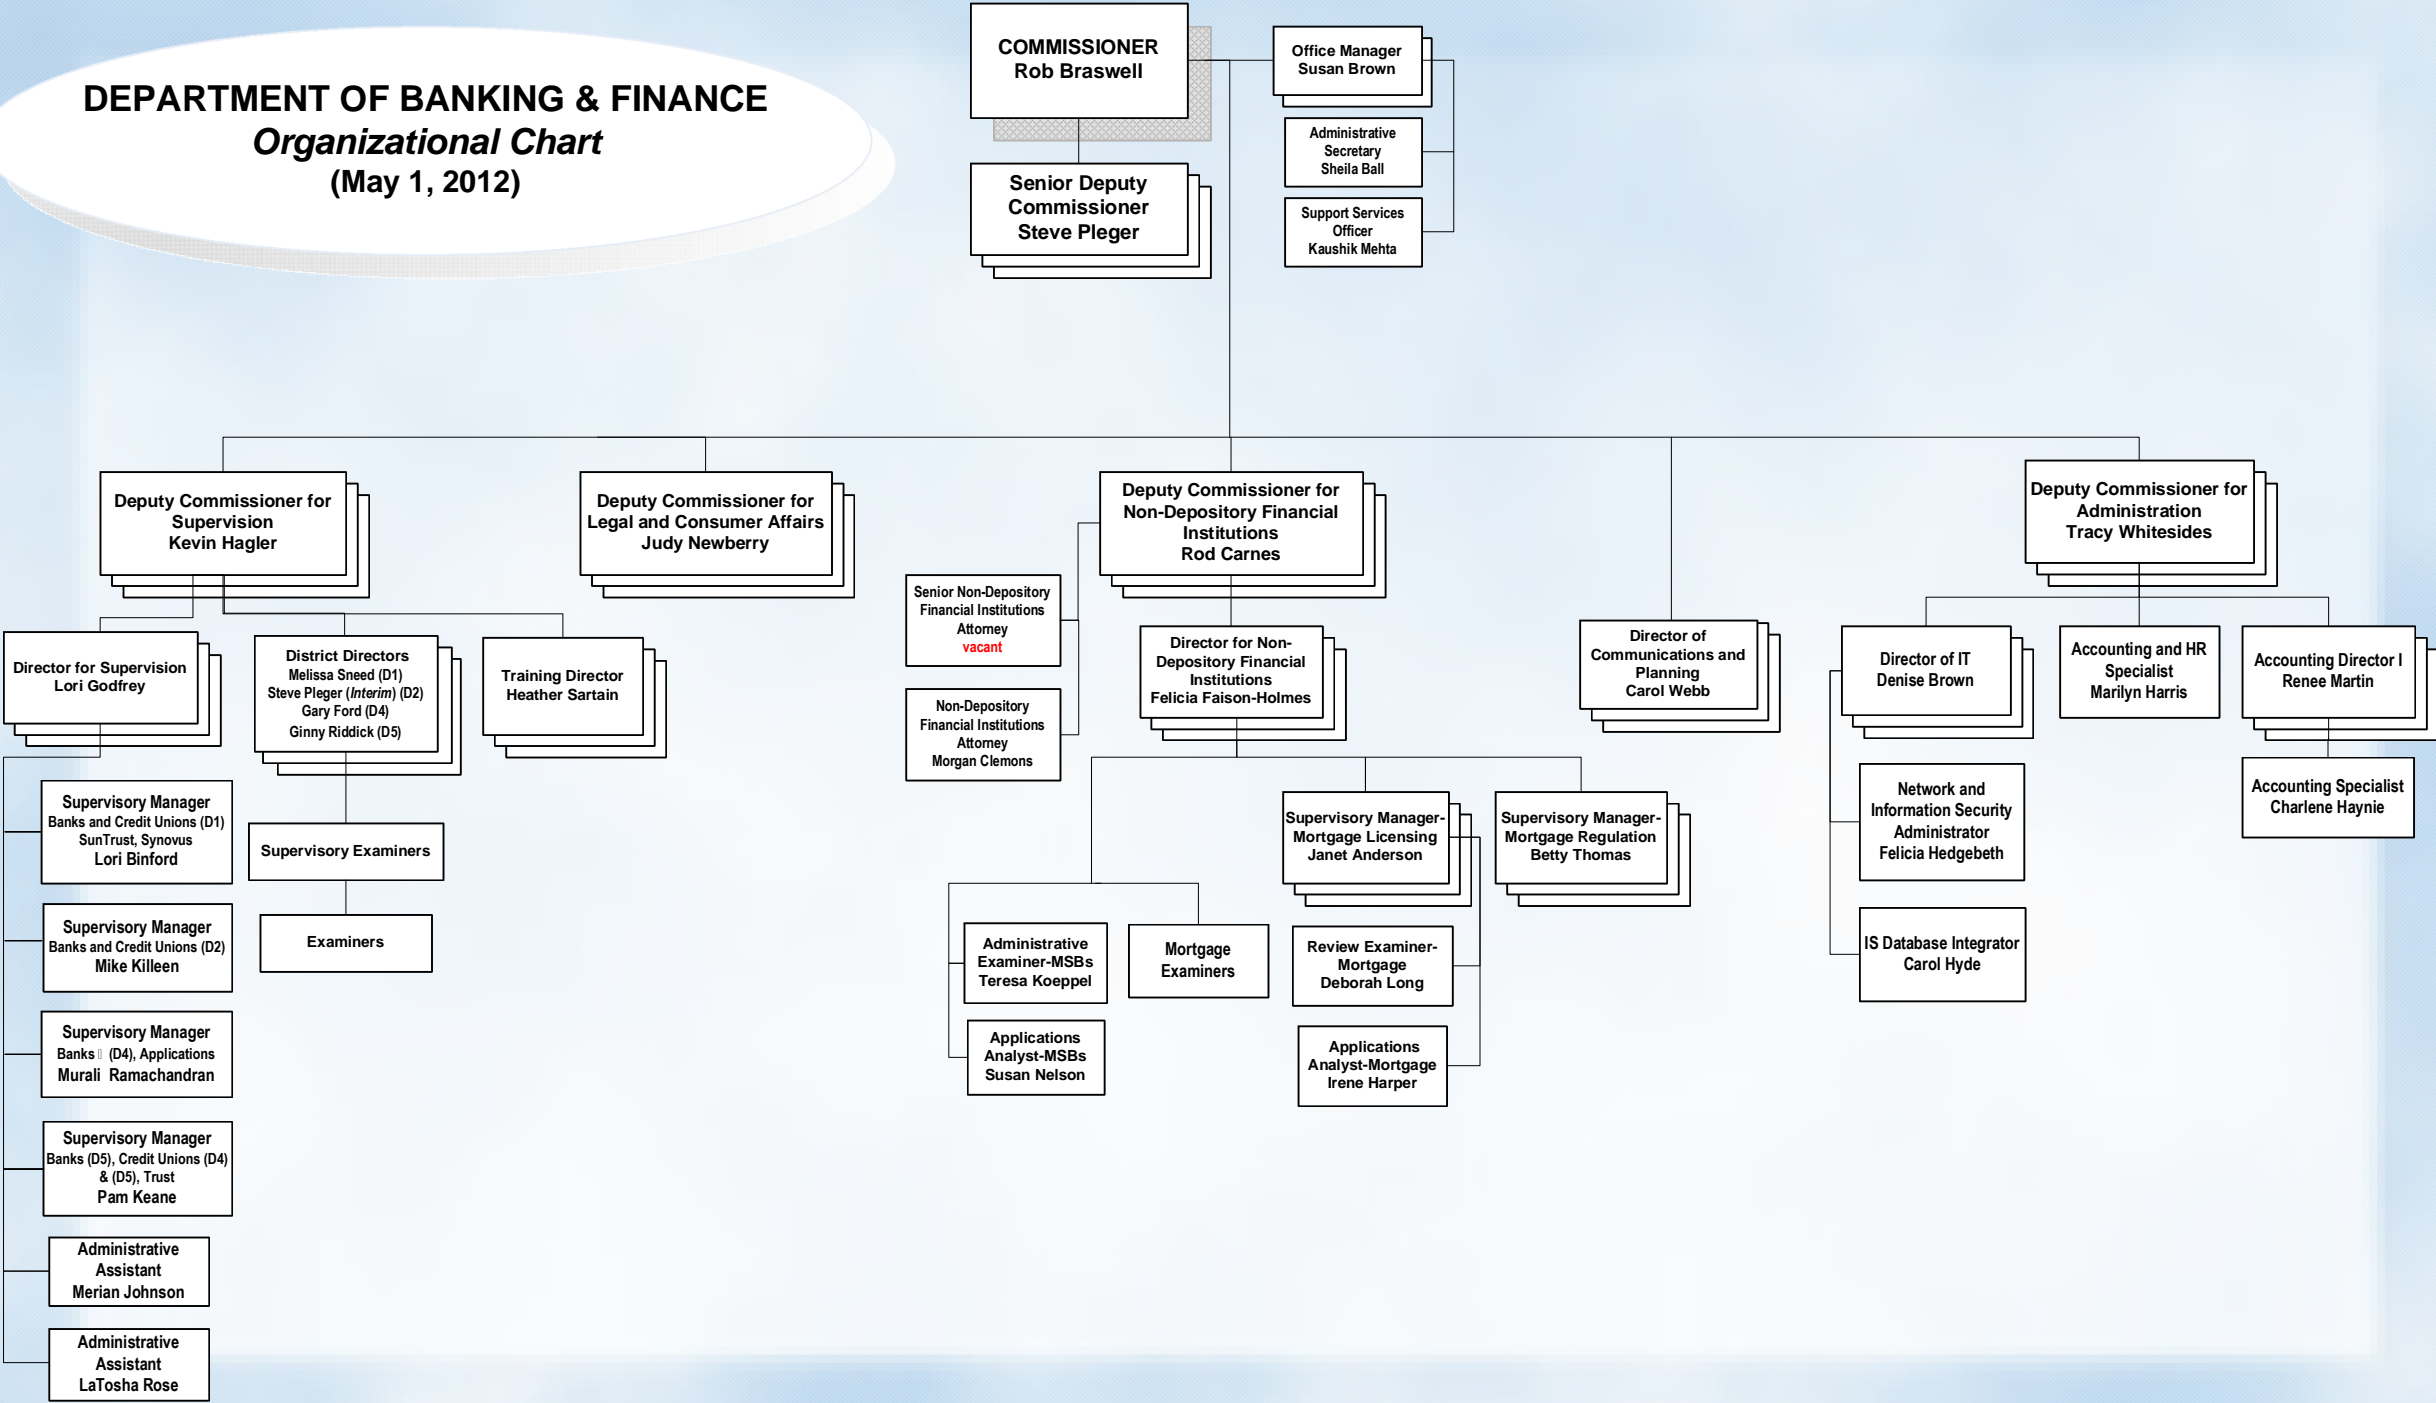 DEPARTMENT OF BANKING & FINANCE
Organizational Chart
(May 1, 2012)
COMMISSIONER
Rob Braswell
Office Manager
Susan Brown
Administrative
Secretary
Sheila Ball
Support Services
Officer
Kaushik Mehta
Senior Deputy
Commissioner
Steve Pleger
Deputy Commissioner for
Supervision
Kevin Hagler
Deputy Commissioner for
Legal and Consumer Affairs
Judy Newberry
Deputy Commissioner for
Non-Depository Financial
Institutions
Rod Carnes
Deputy Commissioner for
Administration
Tracy Whitesides
Director for Supervision
Lori Godfrey
District Directors
Melissa Sneed (D1)
Steve Pleger (Interim) (D2)
Gary Ford (D4)
Ginny Riddick (D5)
Training Director
Heather Sartain
Senior Non-Depository
Financial Institutions
Attorney
vacant
Non-Depository
Financial Institutions
Attorney
Morgan Clemons
Director for Non-
Depository Financial
Institutions
Felicia Faison-Holmes
Director of
Communications and
Planning
Carol Webb
Director of IT
Denise Brown
Accounting and HR
Specialist
Marilyn Harris
Accounting Director I
Renee Martin
Supervisory Manager
Banks and Credit Unions (D1)
SunTrust, Synovus
Lori Binford
Supervisory Manager
Banks and Credit Unions (D2)
Mike Killeen
Supervisory Manager
Banks (D4), Applications
Murali Ramachandran
Supervisory Manager
Banks (D5), Credit Unions (D4)
& (D5), Trust
Pam Keane
Administrative
Assistant
Merian Johnson
Administrative
Assistant
LaTosha Rose
Supervisory Examiners
Examiners
Supervisory Manager-
Mortgage Licensing
Janet Anderson
Supervisory Manager-
Mortgage Regulation
Betty Thomas
Administrative
Examiner-MSBs
Teresa Koeppel
Applications
Analyst-MSBs
Susan Nelson
Mortgage
Examiners
Review Examiner-
Mortgage
Deborah Long
Applications
Analyst-Mortgage
Irene Harper
Network and
Information Security
Administrator
Felicia Hedgebeth
IS Database Integrator
Carol Hyde
Accounting Specialist
Charlene Haynie